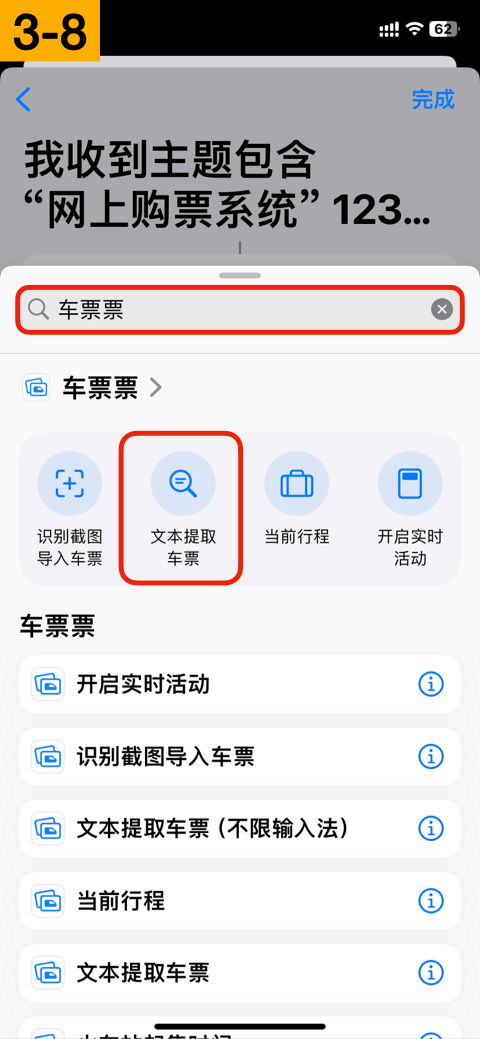 3-8
62
完成
我收到主题包含
“网上购票系统” 123...
车票票
车票票
识别截图
导入车票
文本提取
车票
当前行程
开启实时
活动
车票票
开启实时活动
识别截图导入车票
文本提取车票（不限输入法）
当前行程
文本提取车票